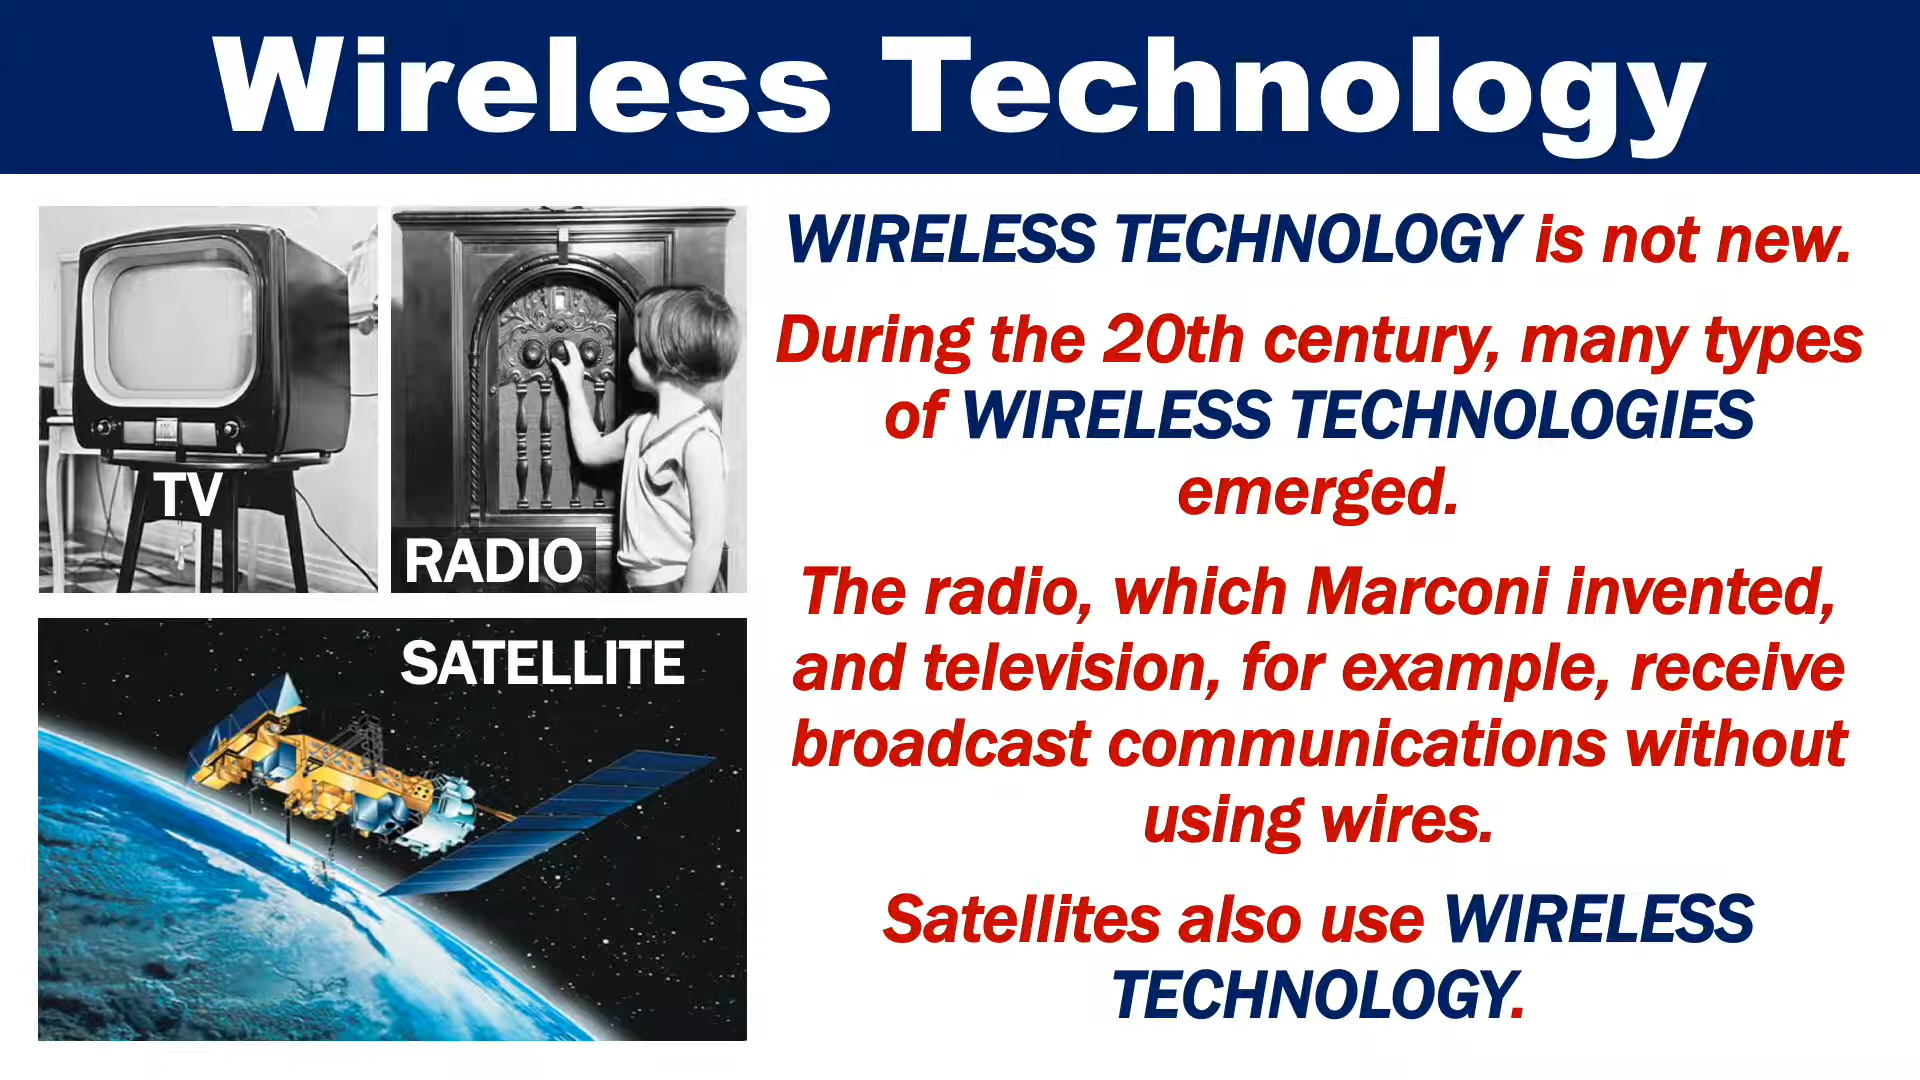 Wireless Technology
TV
RADIO
SATELLITE
WIRELESS TECHNOLOGY is not new.
During the 20th century, many types
of WIRELESS TECHNOLOGIES
emerged.
The radio, which Marconi invented,
and television, for example, receive
broadcast communications without
using wires.
Satellites also use WIRELESS
TECHNOLOGY.